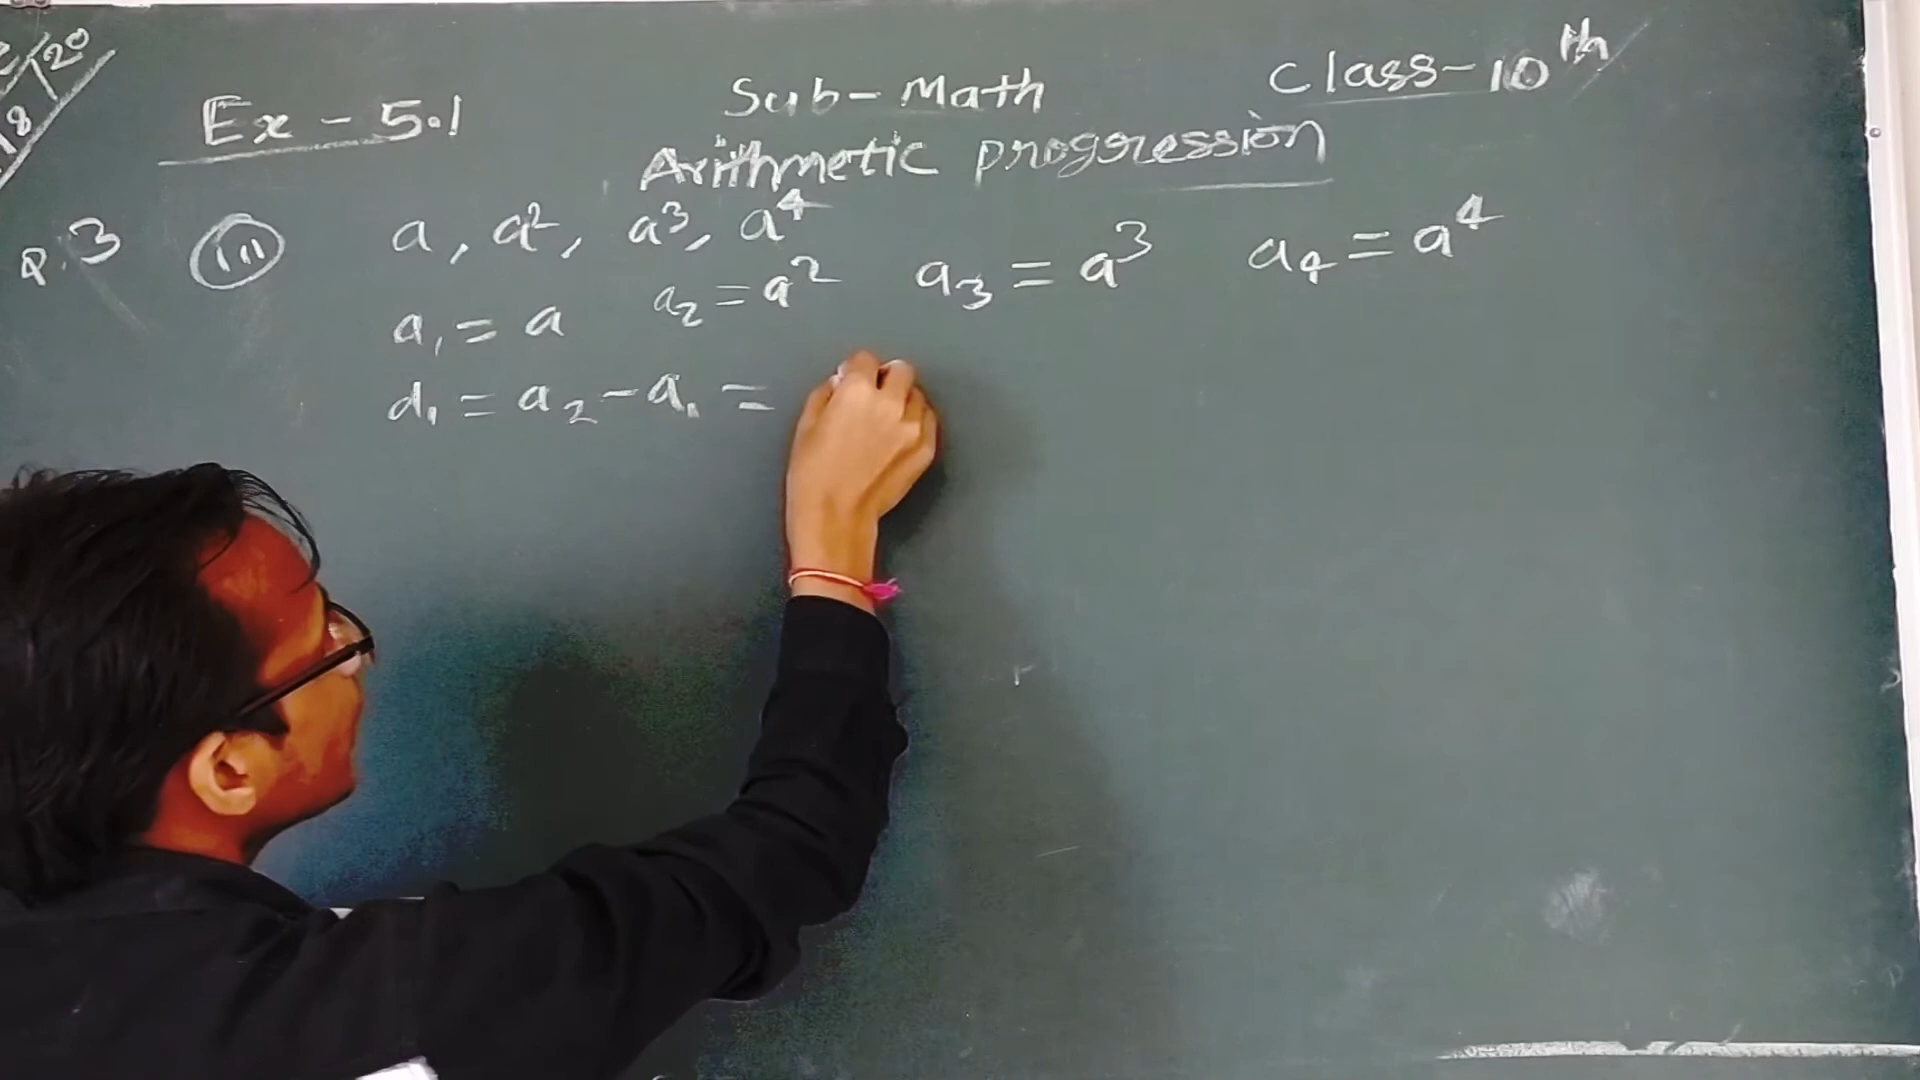 Ex - 5.1
Sub - Math
Class - 10th
Arithmetic progression
Q.3 (iii) a, a², a³, a⁴
a₁ = a a₂ = a² a₃ = a³ a₄ = a⁴
d₁ = a₂ - a₁ =